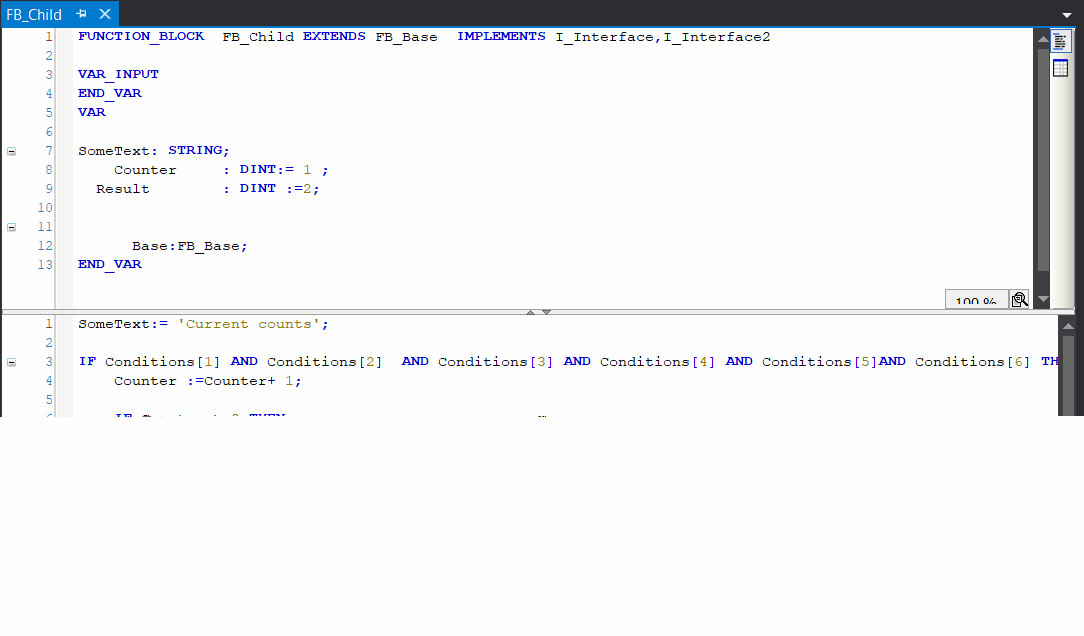 FB_Child
1 FUNCTION_BLOCK  FB_Child EXTENDS FB_Base  IMPLEMENTS I_Interface,I_Interface2
2
3 VAR_INPUT
4 END_VAR
5 VAR
6
7 SomeText: STRING;
8     Counter     : DINT:= 1 ;
9   Result        : DINT :=2;
10
11
12       Base:FB_Base;
13 END_VAR
100 %
1 SomeText:= 'Current counts';
2
3 IF Conditions[1] AND Conditions[2]  AND Conditions[3] AND Conditions[4] AND Conditions[5]AND Conditions[6] TH
4     Counter :=Counter+ 1;
5
6     IF THEN